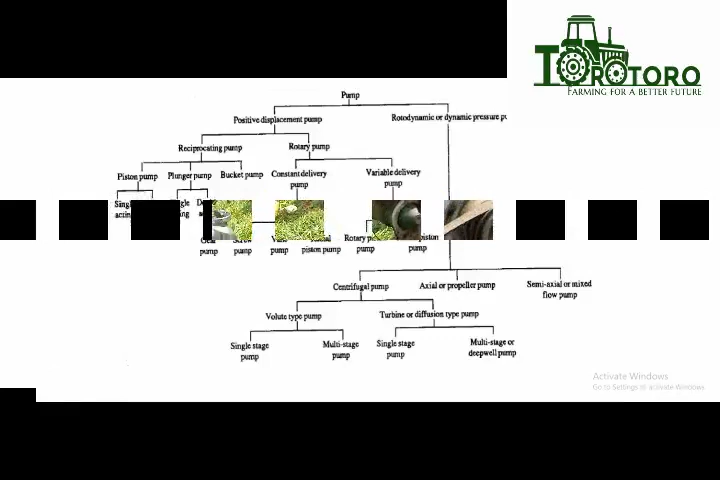 TOROTORO
FARMING FOR A BETTER FUTURE
Pump
Positive displacement pump
Rotodynamic or dynamic pressure
Reciprocating pump
Rotary pump
Piston pump
Plunger pump
Bucket pump
Constant delivery
pump
Variable delivery
pump
pump
pump
pump
piston pump
Rotary
pump
piston
pump
Centrifugal pump
Axial or propeller pump
Semi-axial or mixed
flow pump
Volute type pump
Turbine or diffusion type pump
Single stage
pump
Multi-stage
pump
Single stage
pump
Multi-stage or
deepwell pump
Activate Windows
Go to Settings to activate Windows.